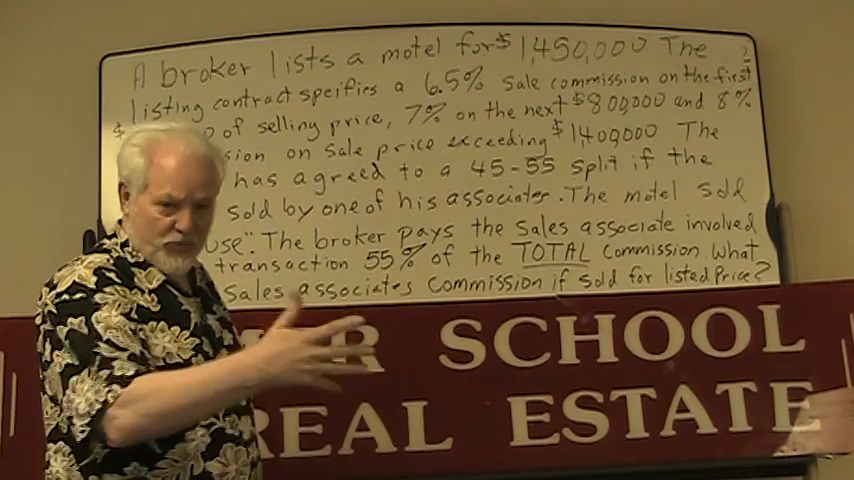 A broker lists a motel for $1,450,000 The
listing contract specifies a 6.5% sale commission on the first
$ of selling price, 7% on the next $800,000 and 8%
on sale price exceeding $1,400,000 The
has agreed to a 45-55 split if the
sold by one of his associates. The motel sold
use". The broker pays the sales associate involved
transaction 55% of the TOTAL Commission. What
Sales associates Commission if sold for listed Price?
SCHOOL
REAL ESTATE